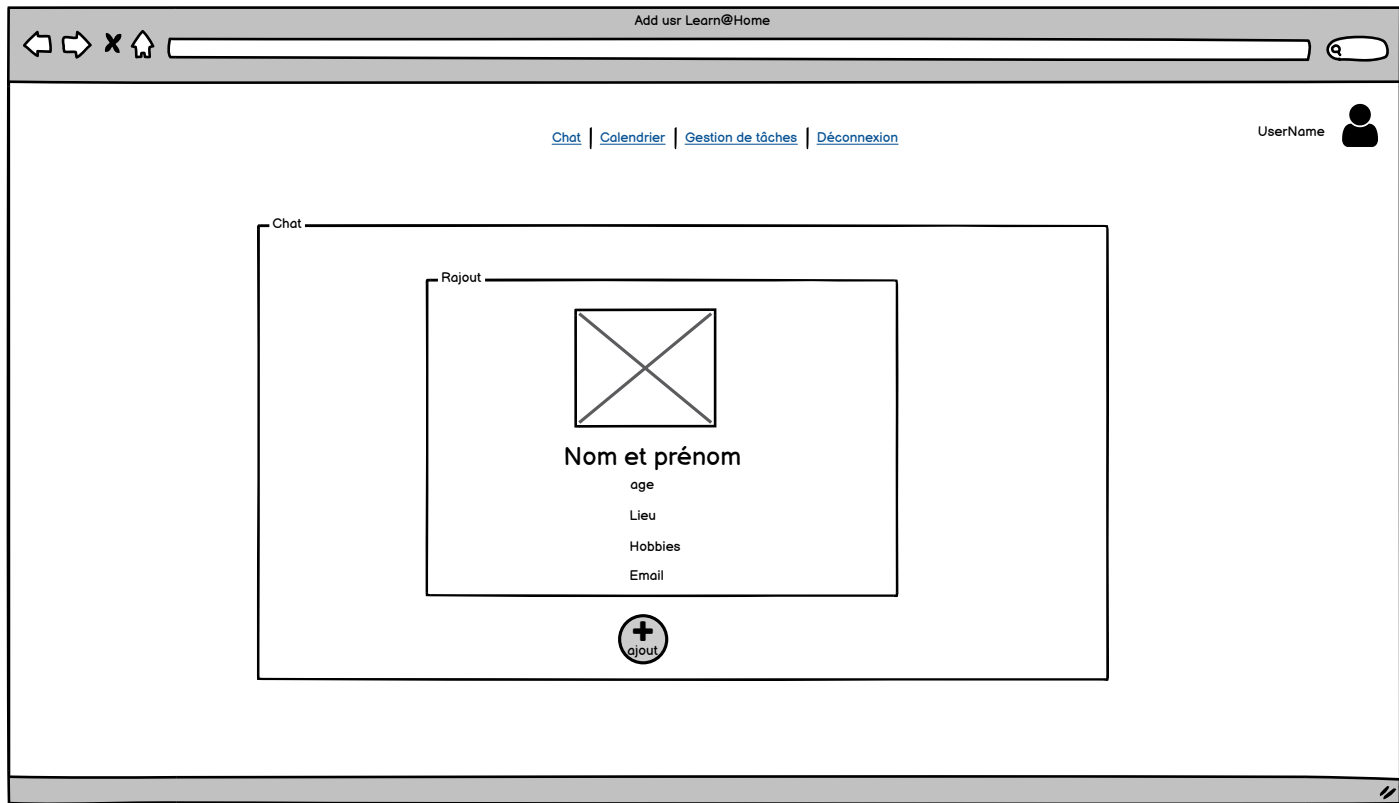 Add usr Learn@Home
Chat | Calendrier | Gestion de tâches | Déconnexion
UserName
Chat
Rajout
Nom et prénom
age
Lieu
Hobbies
Email
ajout